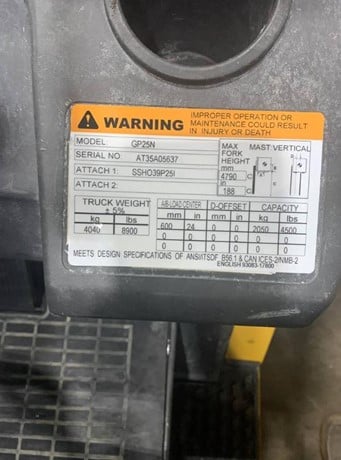 WARNING
IMPROPER OPERATION OR
MAINTENANCE COULD RESULT
IN INJURY OR DEATH
MODEL GP25N
SERIAL NO. AT35A05637
ATTACH 1: SSHO39P25I
ATTACH 2:
MAX FORK HEIGHT MAST VERTICAL
mm
4790
in
188
TRUCK WEIGHT ± 5% A/B-LOAD CENTER D-OFFSET CAPACITY
kg lbs mm in mm in kg lbs
4040 8900 600 24 0 0 2050 4500
0 0 0 0 0 0
0 0 0 0 0 0
MEETS DESIGN SPECIFICATIONS OF ANSI/ITSDF B56.1 & CAN ICES-2/NMB-2
ENGLISH 93083-17800